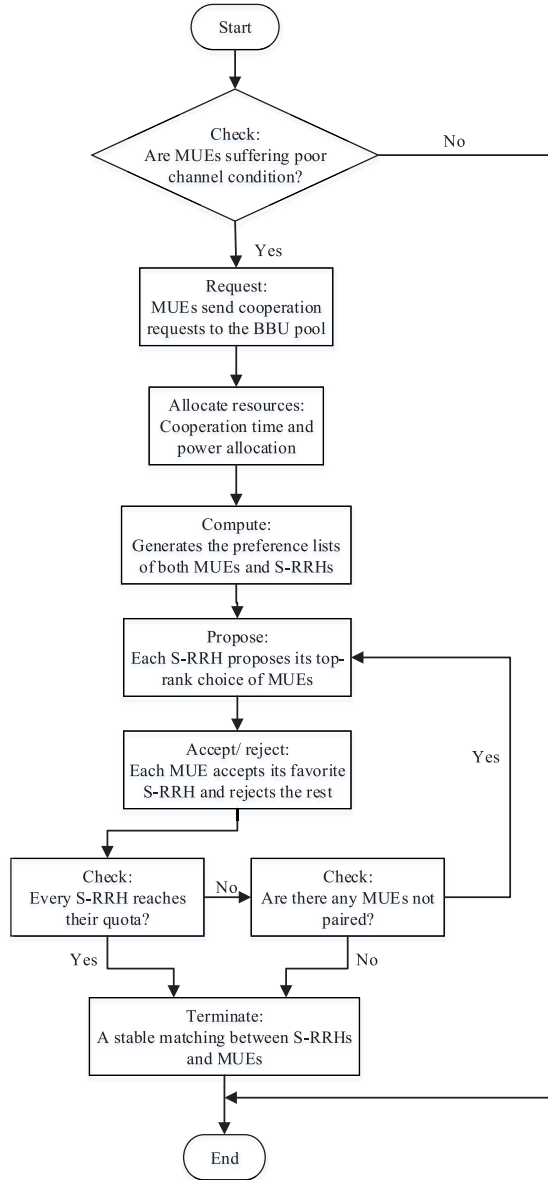 Start
Check:
Are MUEs suffering poor
channel condition?
No
Yes
Request:
MUEs send cooperation
requests to the BBU pool
Allocate resources:
Cooperation time and
power allocation
Compute:
Generates the preference lists
of both MUEs and S-RRHs
Propose:
Each S-RRH proposes its top-
rank choice of MUEs
Accept/ reject:
Each MUE accepts its favorite
S-RRH and rejects the rest
Yes
Check:
Every S-RRH reaches
their quota?
No
Check:
Are there any MUEs not
paired?
Yes
No
Terminate:
A stable matching between S-RRHs
and MUEs
End